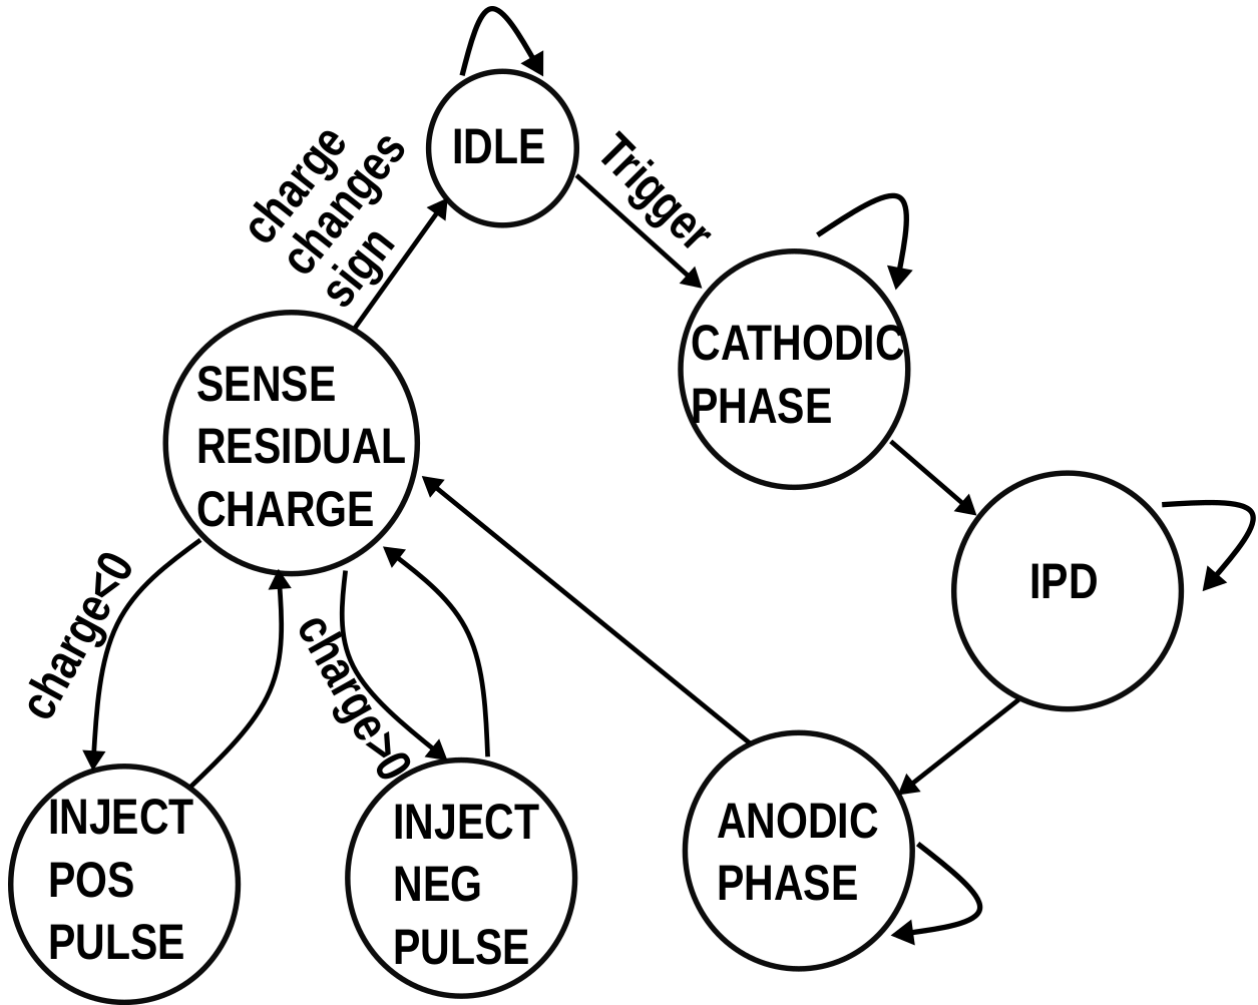 IDLE
Trigger
charge
changes
sign
CATHODIC
PHASE
SENSE
RESIDUAL
CHARGE
IPD
charge<0
charge>0
INJECT
POS
PULSE
INJECT
NEG
PULSE
ANODIC
PHASE